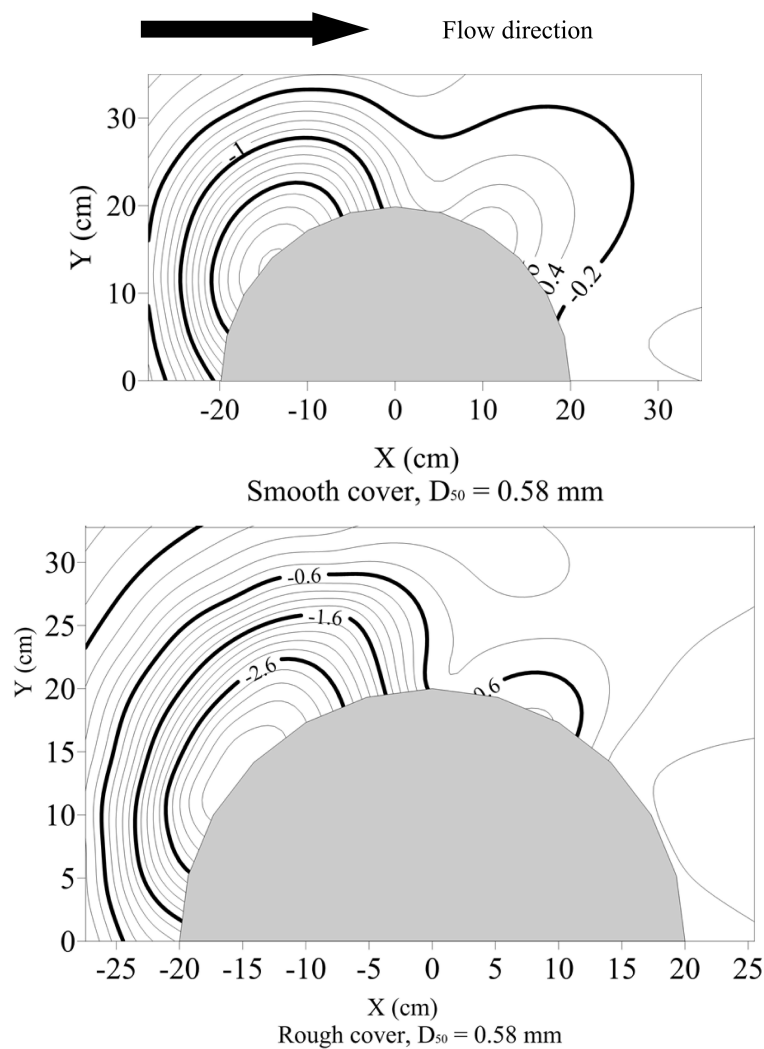 Flow direction
30
20
10
0
Y (cm)
-1
0.4
-0.2
-20 -10 0 10 20 30
X (cm)
Smooth cover, D50 = 0.58 mm
30
25
20
15
10
5
0
Y (cm)
-0.6
-1.6
-2.6
0.6
-25 -20 -15 -10 -5 0 5 10 15 20 25
X (cm)
Rough cover, D50 = 0.58 mm